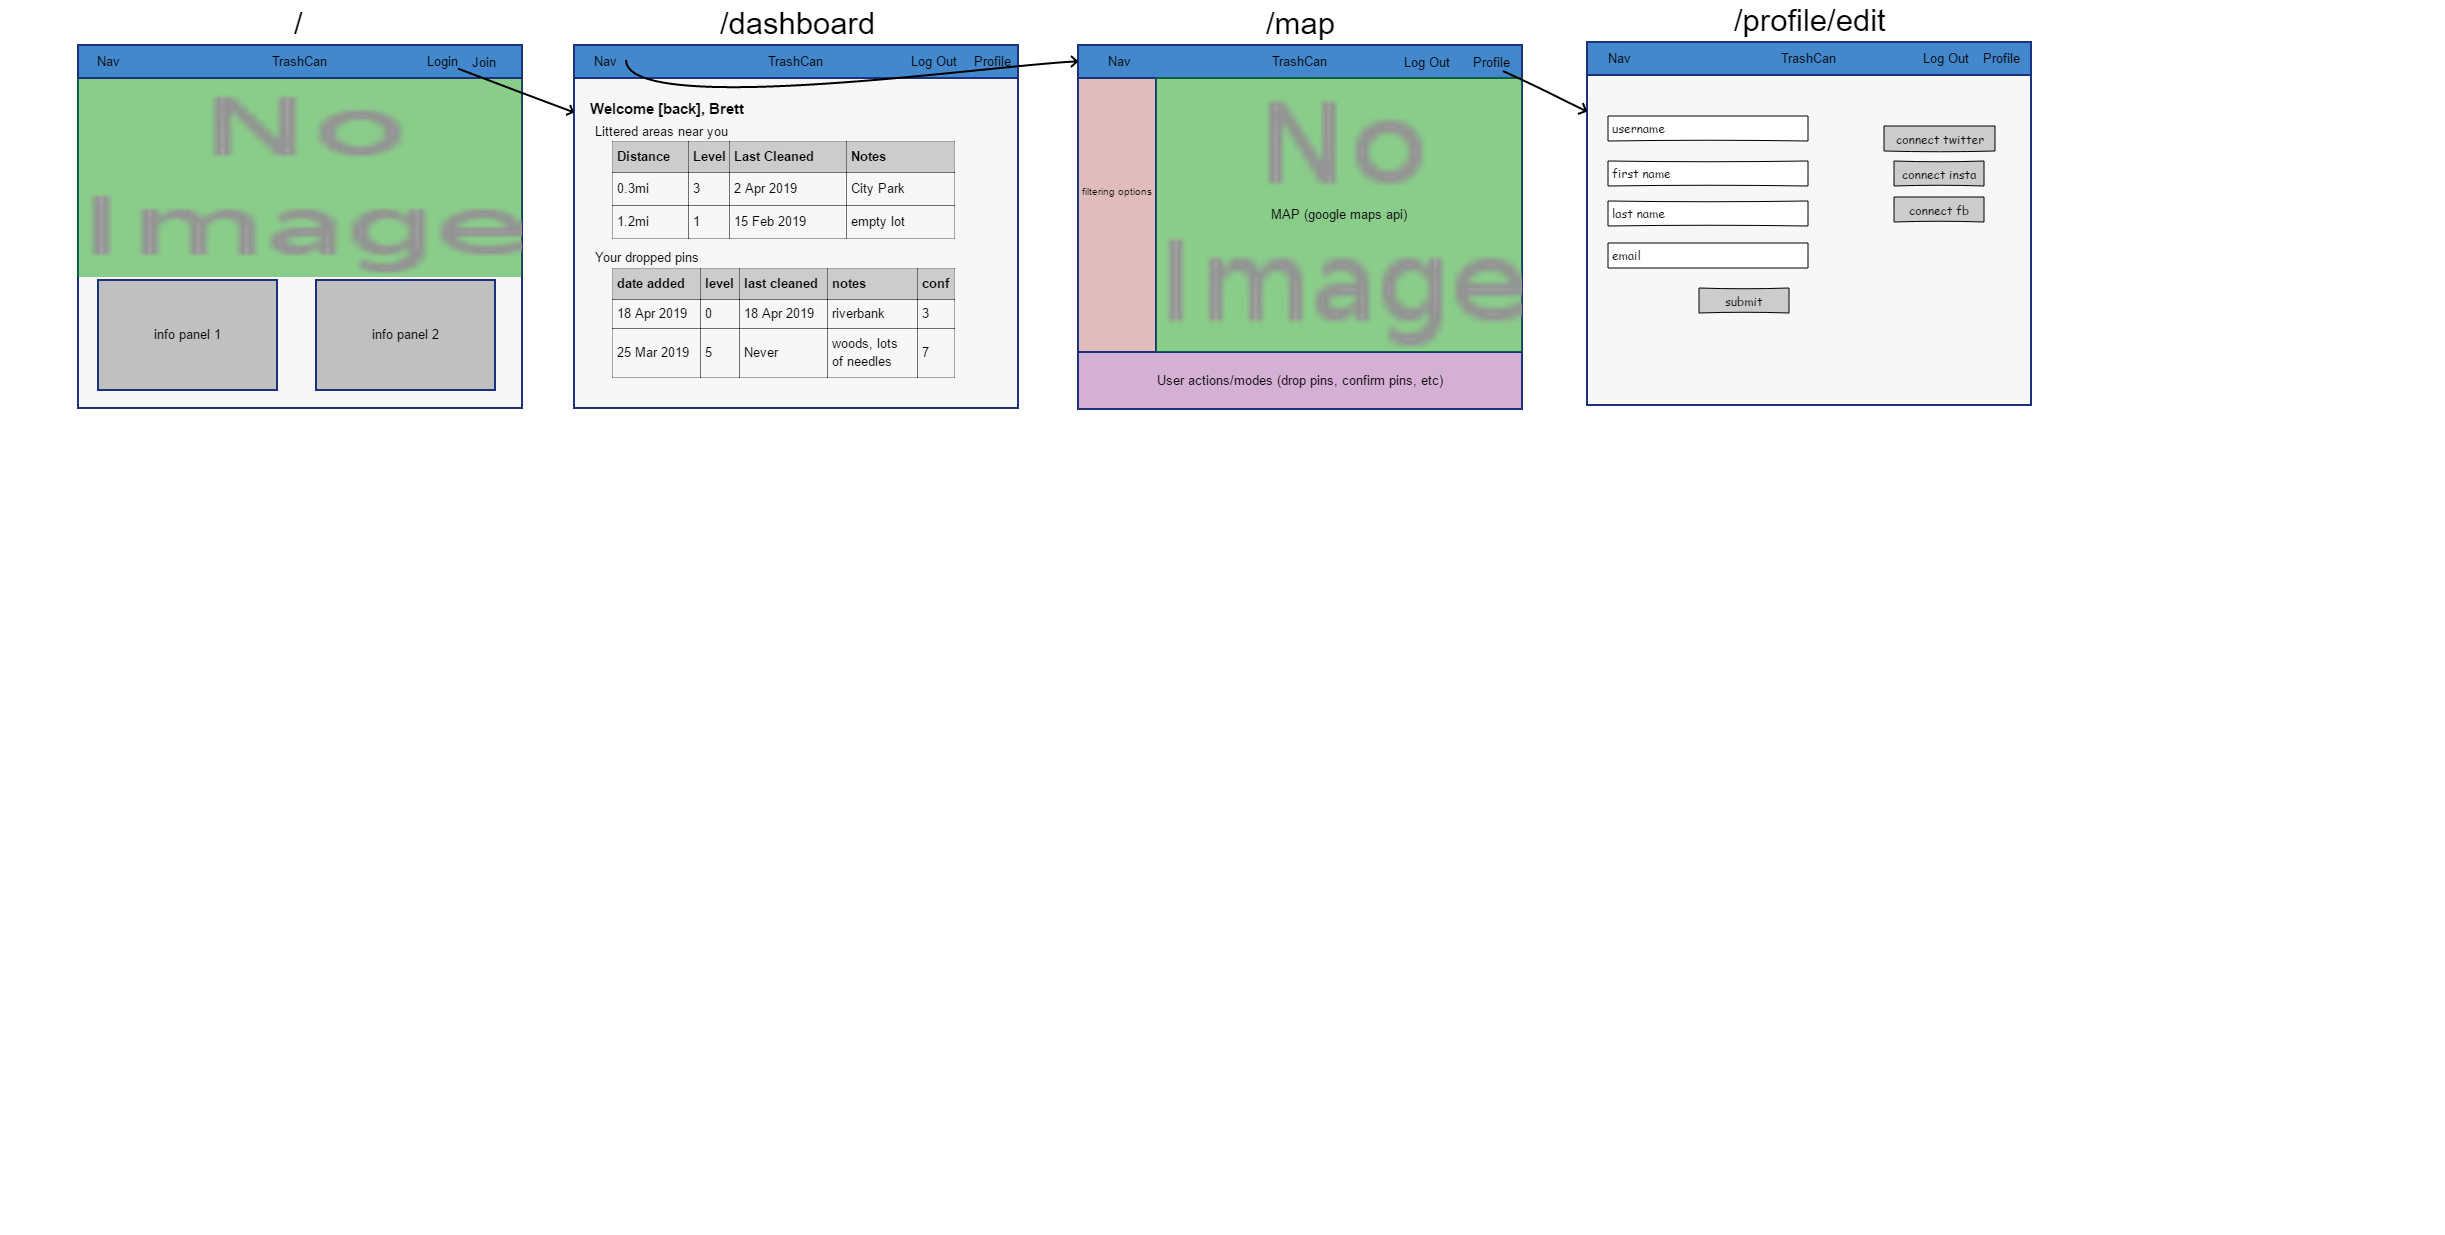 /
Nav TrashCan Login Join
No
Image
info panel 1 info panel 2
/dashboard
Nav TrashCan Log Out Profile
Welcome [back], Brett
Littered areas near you
Distance Level Last Cleaned Notes
0.3mi 3 2 Apr 2019 City Park
1.2mi 1 15 Feb 2019 empty lot
Your dropped pins
date added level last cleaned notes conf
18 Apr 2019 0 18 Apr 2019 riverbank 3
25 Mar 2019 5 Never woods, lots of needles 7
/map
Nav TrashCan Log Out Profile
filtering options
No
MAP (google maps api)
Image
User actions/modes (drop pins, confirm pins, etc)
/profile/edit
Nav TrashCan Log Out Profile
username
first name
last name
email
submit
connect twitter
connect insta
connect fb